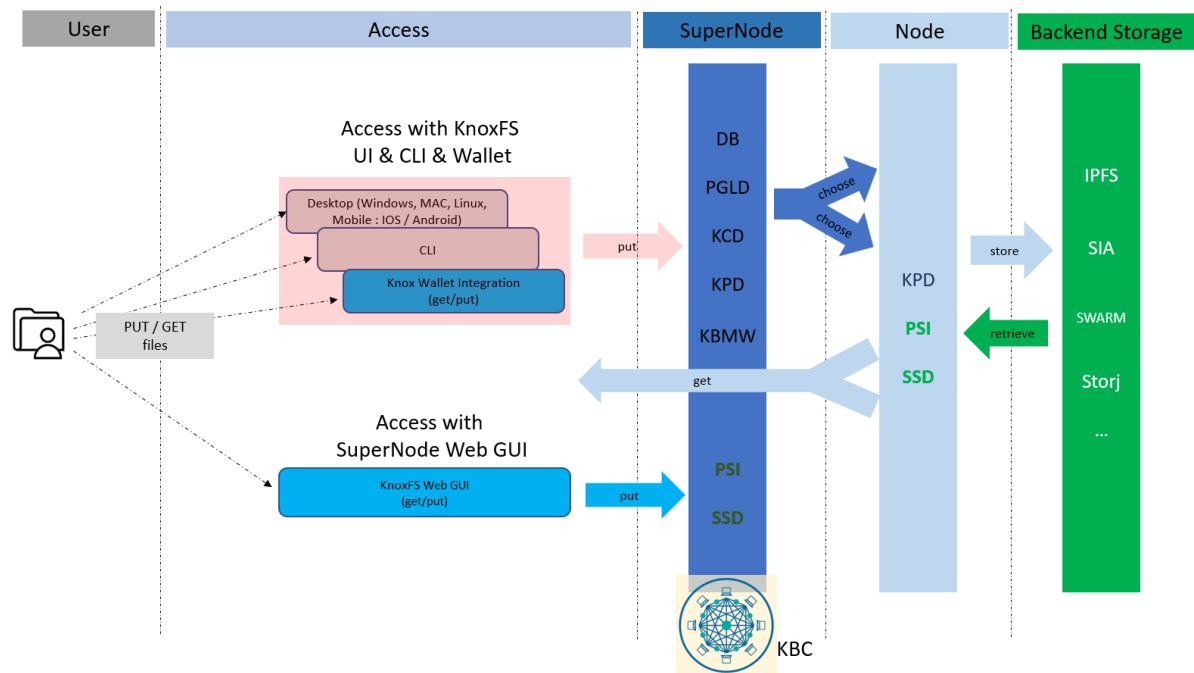 User
Access
SuperNode
Node
Backend Storage
Access with KnoxFS
UI & CLI & Wallet
Desktop (Windows, MAC, Linux,
Mobile : IOS / Android)
CLI
Knox Wallet Integration
(get/put)
PUT / GET
files
Access with
SuperNode Web GUI
KnoxFS Web GUI
(get/put)
put
get
put
DB
PGLD
KCD
KPD
KBMW
PSI
SSD
KBC
choose
choose
KPD
PSI
SSD
store
retrieve
IPFS
SIA
SWARM
Storj
...